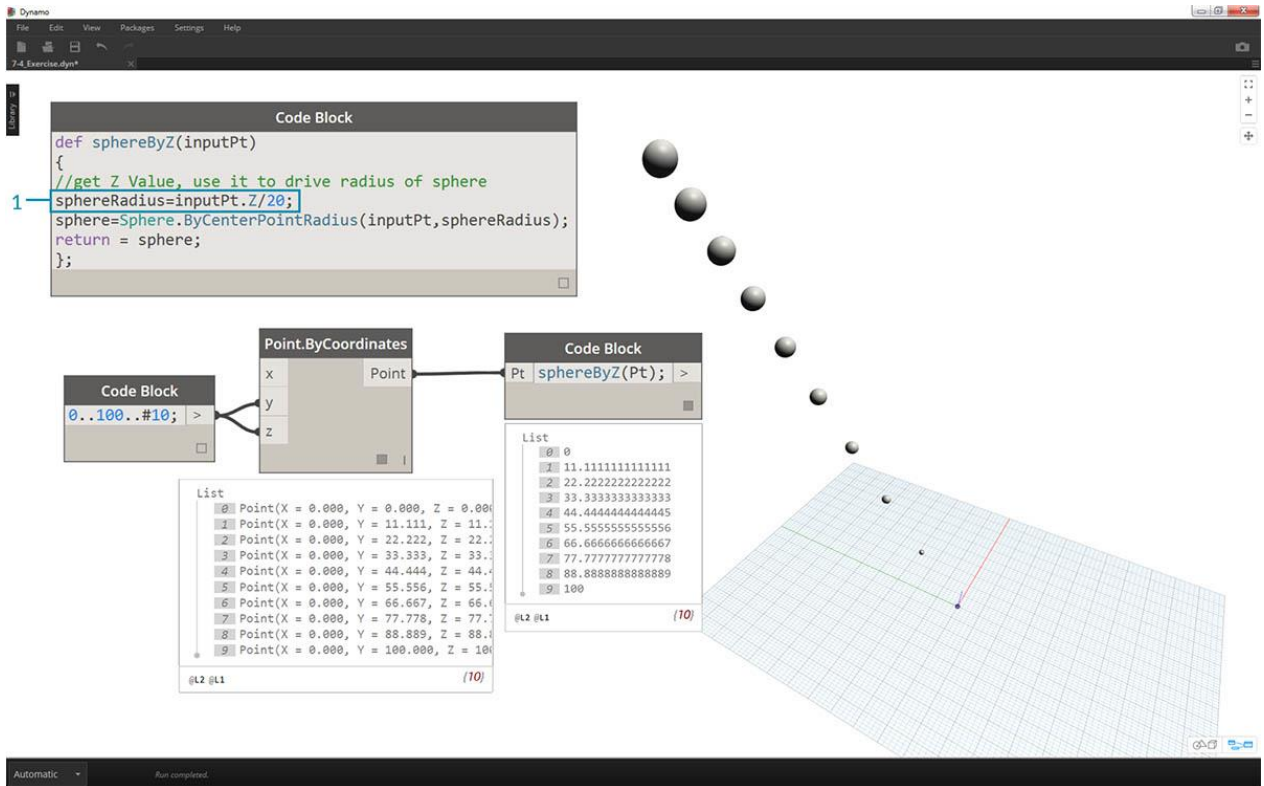 Dynamo
File Edit View Packages Settings Help
7-4_Exercise.dyn*
Library
Code Block
def sphereByZ(inputPt)
{
//get Z Value, use it to drive radius of sphere
1
sphereRadius=inputPt.Z/20;
sphere=Sphere.ByCenterPointRadius(inputPt,sphereRadius);
return = sphere;
};
Code Block
0..100..#10; >
Point.ByCoordinates
x Point
y
z
Code Block
Pt sphereByZ(Pt); >
List
0 Point(X = 0.000, Y = 0.000, Z = 0.000
1 Point(X = 0.000, Y = 11.111, Z = 11.
2 Point(X = 0.000, Y = 22.222, Z = 22.
3 Point(X = 0.000, Y = 33.333, Z = 33.
4 Point(X = 0.000, Y = 44.444, Z = 44.
5 Point(X = 0.000, Y = 55.556, Z = 55.
6 Point(X = 0.000, Y = 66.667, Z = 66.
7 Point(X = 0.000, Y = 77.778, Z = 77.
8 Point(X = 0.000, Y = 88.889, Z = 88.
9 Point(X = 0.000, Y = 100.000, Z = 100
@L2 @L1 {10}
List
0 0
1 11.1111111111111
2 22.2222222222222
3 33.3333333333333
4 44.4444444444445
5 55.5555555555556
6 66.6666666666667
7 77.7777777777778
8 88.8888888888889
9 100
@L2 @L1 {10}
Automatic Run completed.